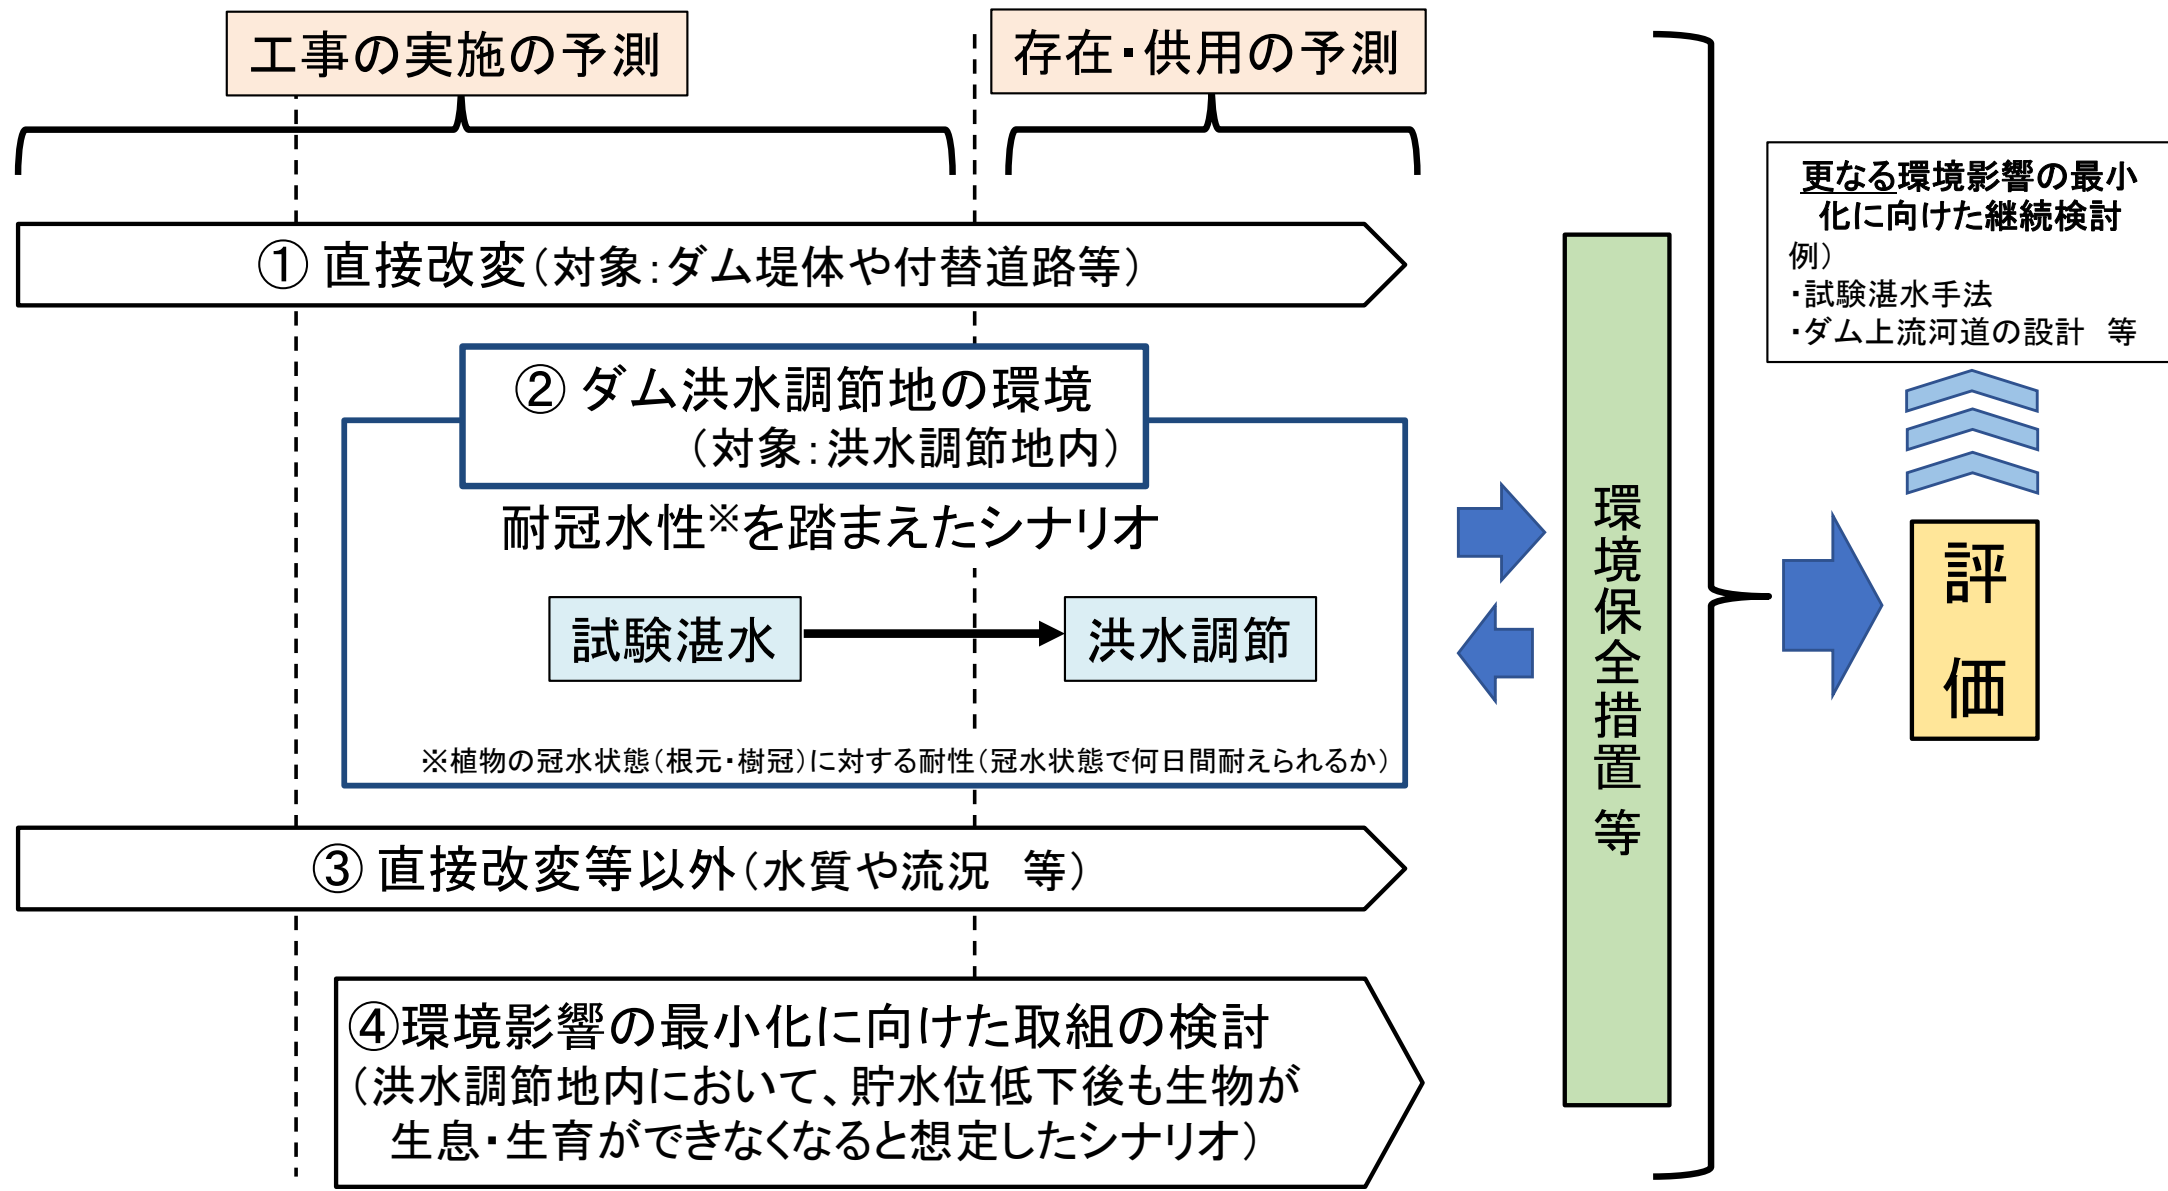 工事の実施の予測
存在・供用の予測
①直接改変（対象：ダム堤体や付替道路等）
②ダム洪水調節地の環境
（対象：洪水調節地内）
耐冠水性※を踏まえたシナリオ
試験湛水
洪水調節
※植物の冠水状態（根元・樹冠）に対する耐性（冠水状態で何日間耐えられるか）
③直接改変等以外（水質や流況　等）
④環境影響の最小化に向けた取組の検討
（洪水調節地内において、貯水位低下後も生物が
生息・生育ができなくなると想定したシナリオ）
環境保全措置 等
評価
更なる環境影響の最小
化に向けた継続検討
例）
・試験湛水手法
・ダム上流河道の設計　等